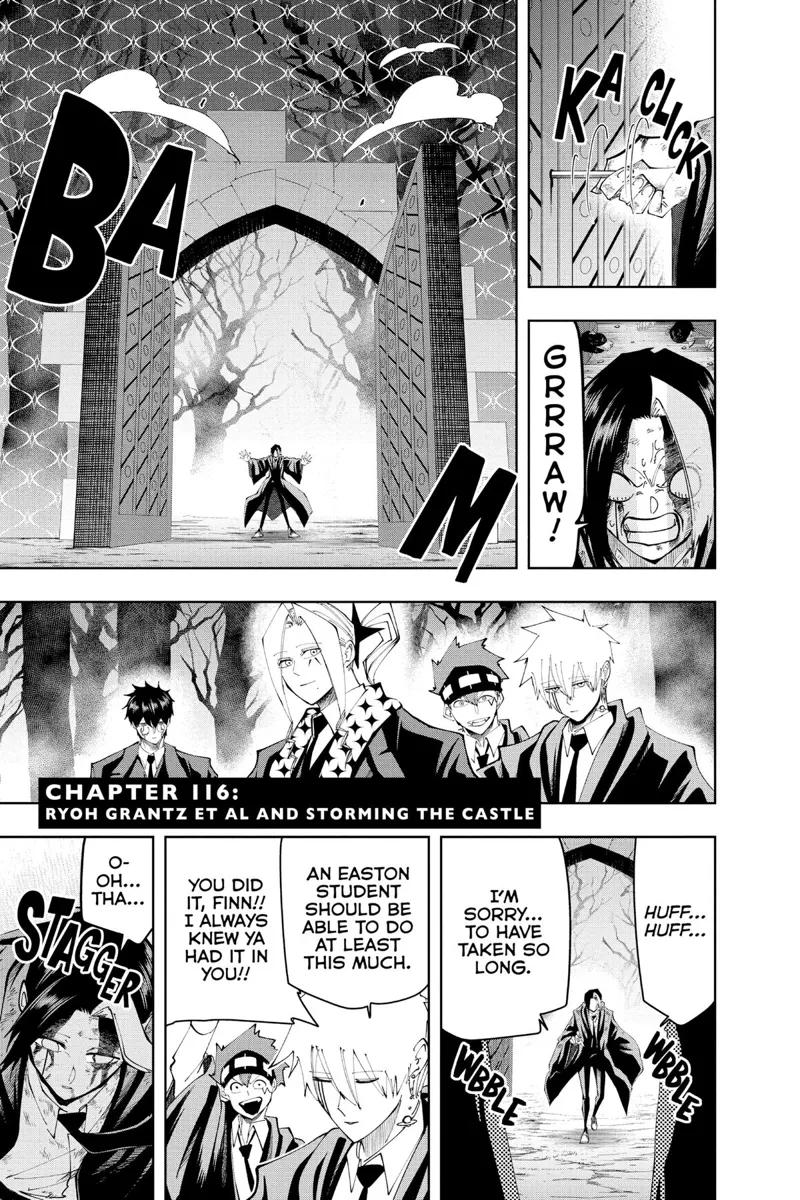 KA CLICK
GRRRAW!
BA
M
CHAPTER 116:
RYOH GRANTZ ET AL AND STORMING THE CASTLE
HUFF...
HUFF...
I'M
SORRY...
TO HAVE
TAKEN SO
LONG.
WBBLE
WBBLE
AN EASTON
STUDENT
SHOULD BE
ABLE TO DO
AT LEAST
THIS MUCH.
YOU DID
IT, FINN!!
I ALWAYS
KNEW YA
HAD IT IN
YOU!!
O-
OH...
THA...
STAGGER